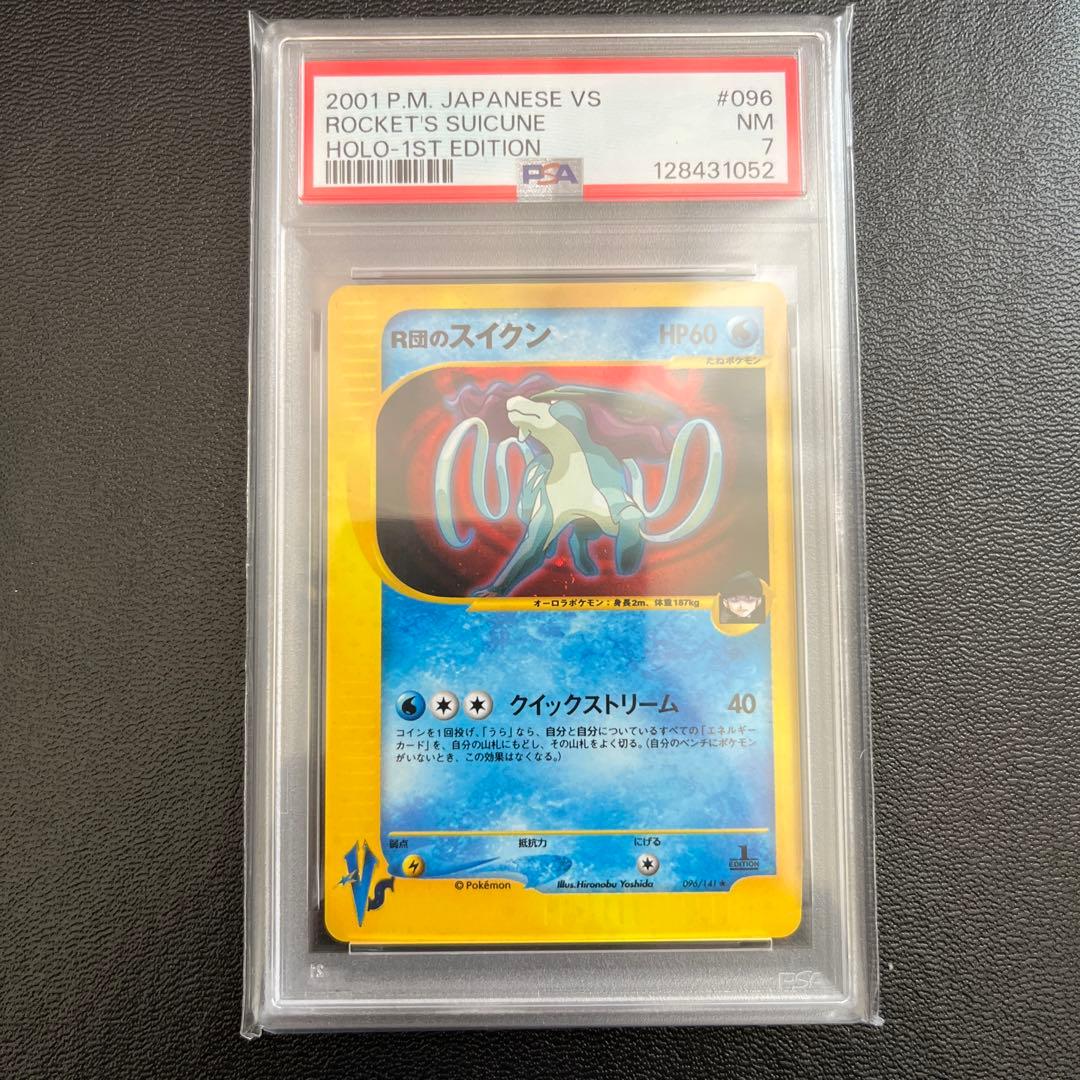 2001 P.M. JAPANESE VS #096
ROCKET'S SUICUNE NM
HOLO-1ST EDITION 7
PSA 128431052
R団のスイクン HP60
たねポケモン
オーロラポケモン：身長2m、体重187kg
クイックストリーム 40
コインを1回投げ、「うら」なら、自分と自分についているすべての「エネルギー
カード」を、自分の山札にもどし、その山札をよく切る。（自分のベンチにポケモン
がいないとき、この効果はなくなる。）
弱点 抵抗力 にげる
1 EDITION
VS
©Pokémon Illus.Hironobu Yoshida 096/141★
PSA